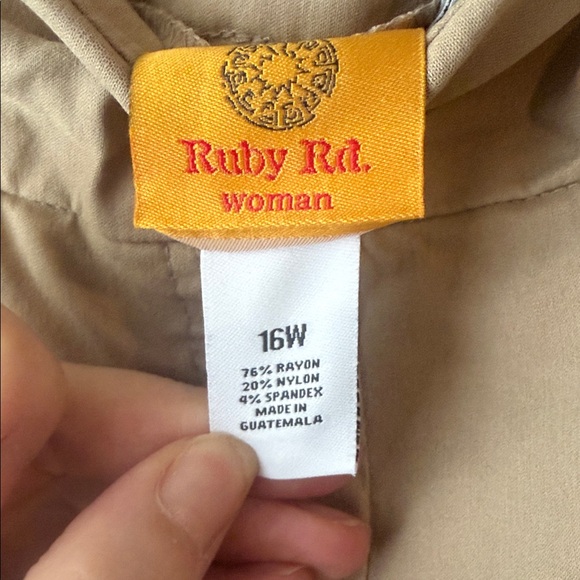 Ruby Rd.
woman
16W
76% RAYON
20% NYLON
4% SPANDEX
MADE IN
GUATEMALA